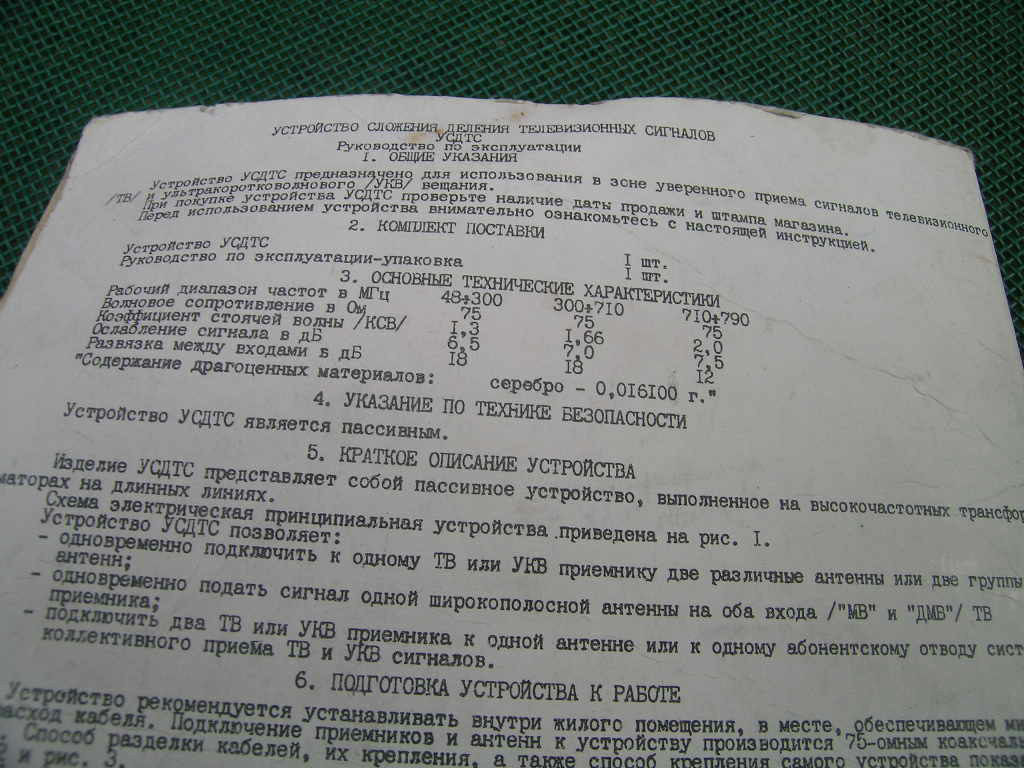 УСТРОЙСТВО СЛОЖЕНИЯ ДЕЛЕНИЯ ТЕЛЕВИЗИОННЫХ СИГНАЛОВ
УСДТС
Руководство по эксплуатации
I. ОБЩИЕ УКАЗАНИЯ
Устройство УСДТС предназначено для использования в зоне уверенного приема сигналов телевизионного
/ТВ/ и ультракоротковолнового /УКВ/ вещания.
При покупке устройства УСДТС проверьте наличие даты продажи и штампа магазина.
Перед использованием устройства внимательно ознакомьтесь с настоящей инструкцией.
2. КОМПЛЕКТ ПОСТАВКИ
Устройство УСДТС I шт.
Руководство по эксплуатации-упаковка I шт.
3. ОСНОВНЫЕ ТЕХНИЧЕСКИЕ ХАРАКТЕРИСТИКИ
Рабочий диапазон частот в МГц 48÷300 300÷710 710÷790
Волновое сопротивление в Ом 75 75 75
Коэффициент стоячей волны /КСВ/ I,3 I,66 2,0
Ослабление сигнала в дБ 6,5 7,0 7,5
Развязка между входами в дБ I8 I8 I2
"Содержание драгоценных материалов: серебро - 0,0I6I00 г."
4. УКАЗАНИЕ ПО ТЕХНИКЕ БЕЗОПАСНОСТИ
Устройство УСДТС является пассивным.
5. КРАТКОЕ ОПИСАНИЕ УСТРОЙСТВА
Изделие УСДТС представляет собой пассивное устройство, выполненное на высокочастотных трансфор
маторах на длинных линиях.
Схема электрическая принципиальная устройства приведена на рис. I.
Устройство УСДТС позволяет:
- одновременно подключить к одному ТВ или УКВ приемнику две различные антенны или две группы
антенн;
- одновременно подать сигнал одной широкополосной антенны на оба входа /"МВ" и "ДМВ"/ ТВ
приемника;
- подключить два ТВ или УКВ приемника к одной антенне или к одному абонентскому отводу сист
коллективного приема ТВ и УКВ сигналов.
6. ПОДГОТОВКА УСТРОЙСТВА К РАБОТЕ
Устройство рекомендуется устанавливать внутри жилого помещения, в месте, обеспечивающем ми
расход кабеля. Подключение приемников и антенн к устройству производится 75-омным коаксиаль
Способ разделки кабелей, их крепления, а также способ крепления самого устройства показа
и рис. 3.